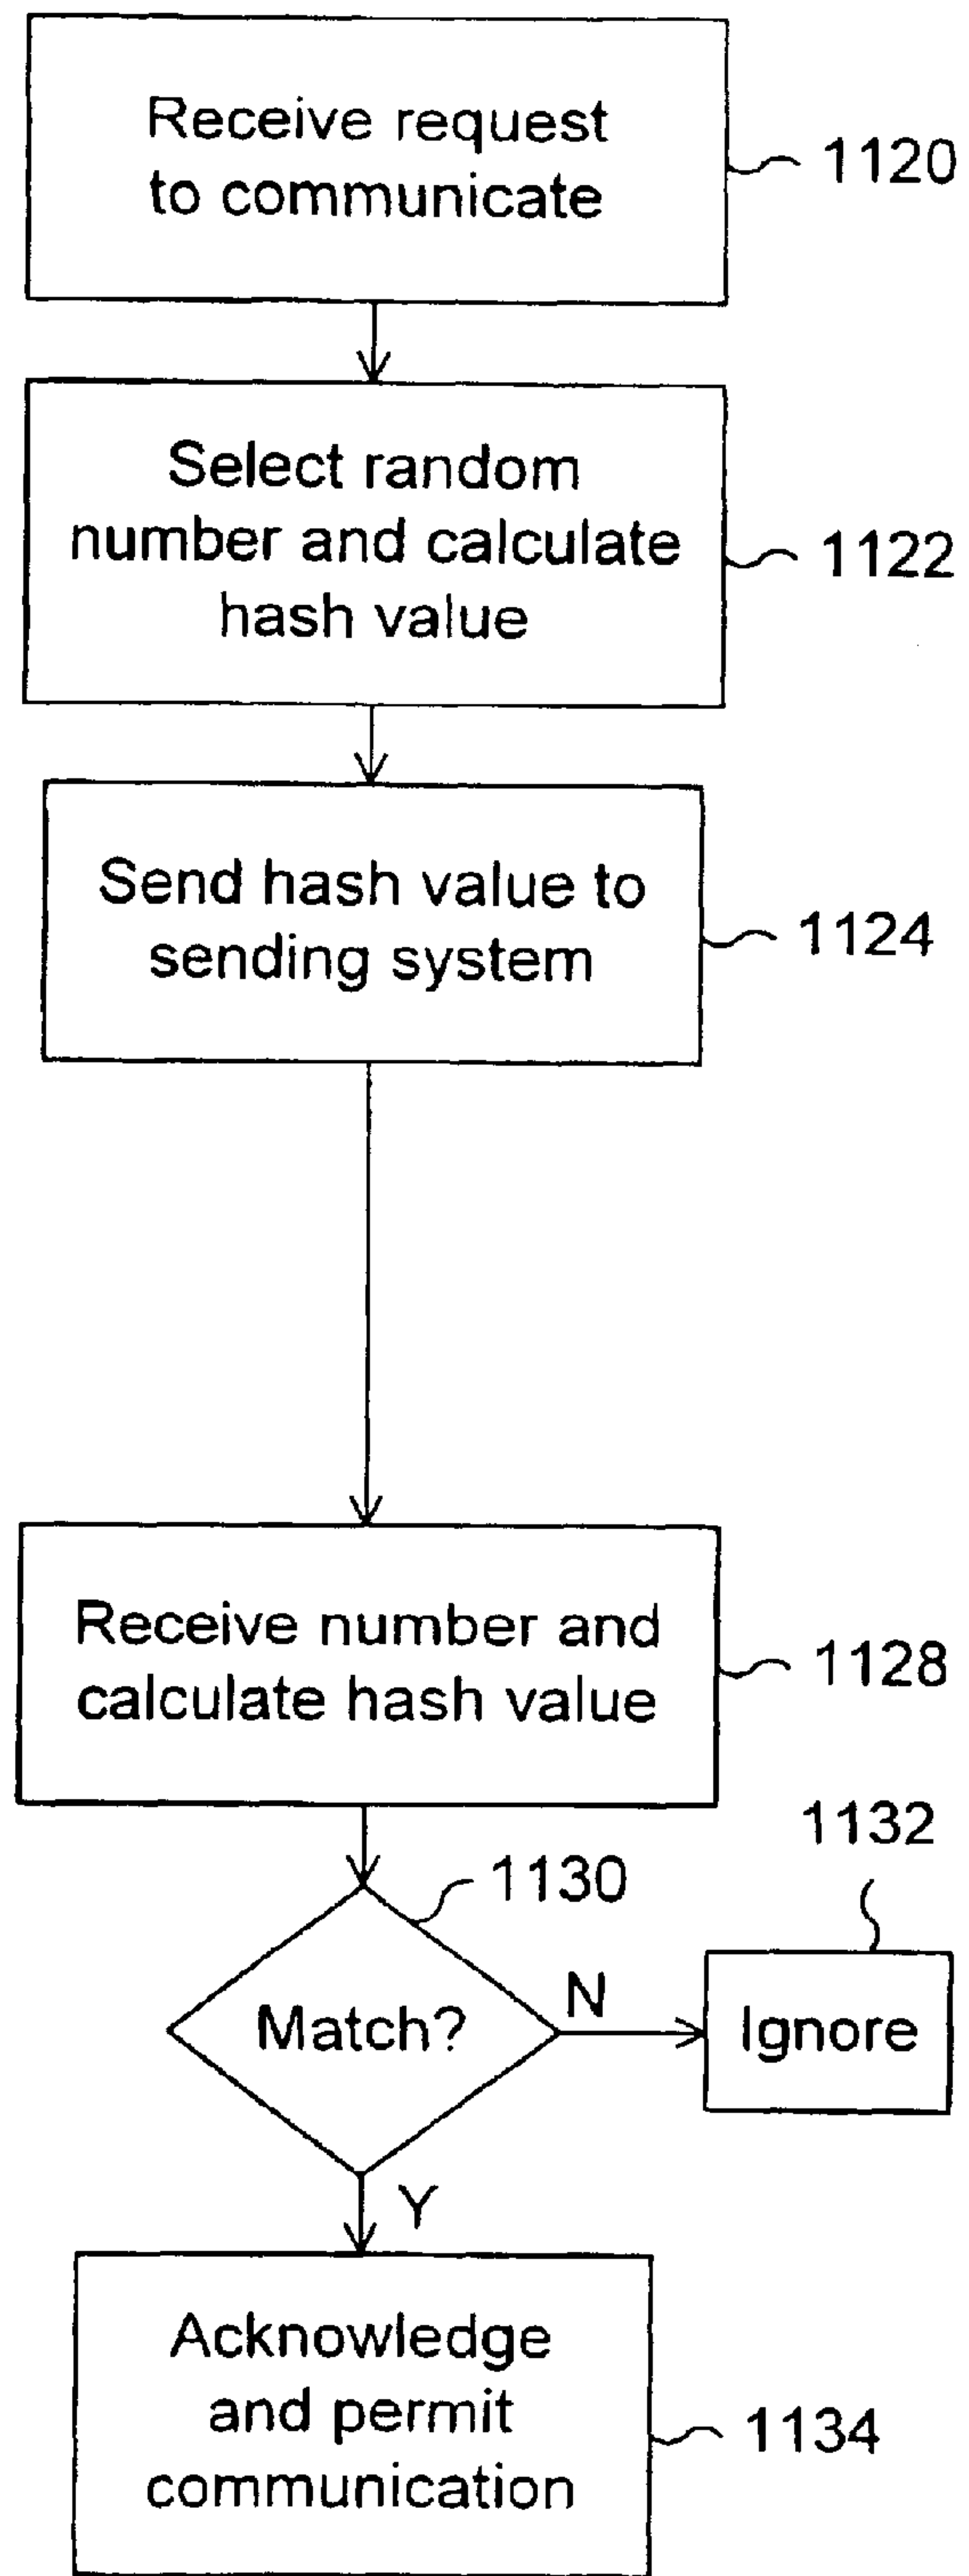 Receive request
to communicate
1120
Select random
number and calculate
hash value
1122
Send hash value to
sending system
1124
Receive number and
calculate hash value
1128
1132
1130
Match?
N
Ignore
Y
Acknowledge
and permit
communication
1134